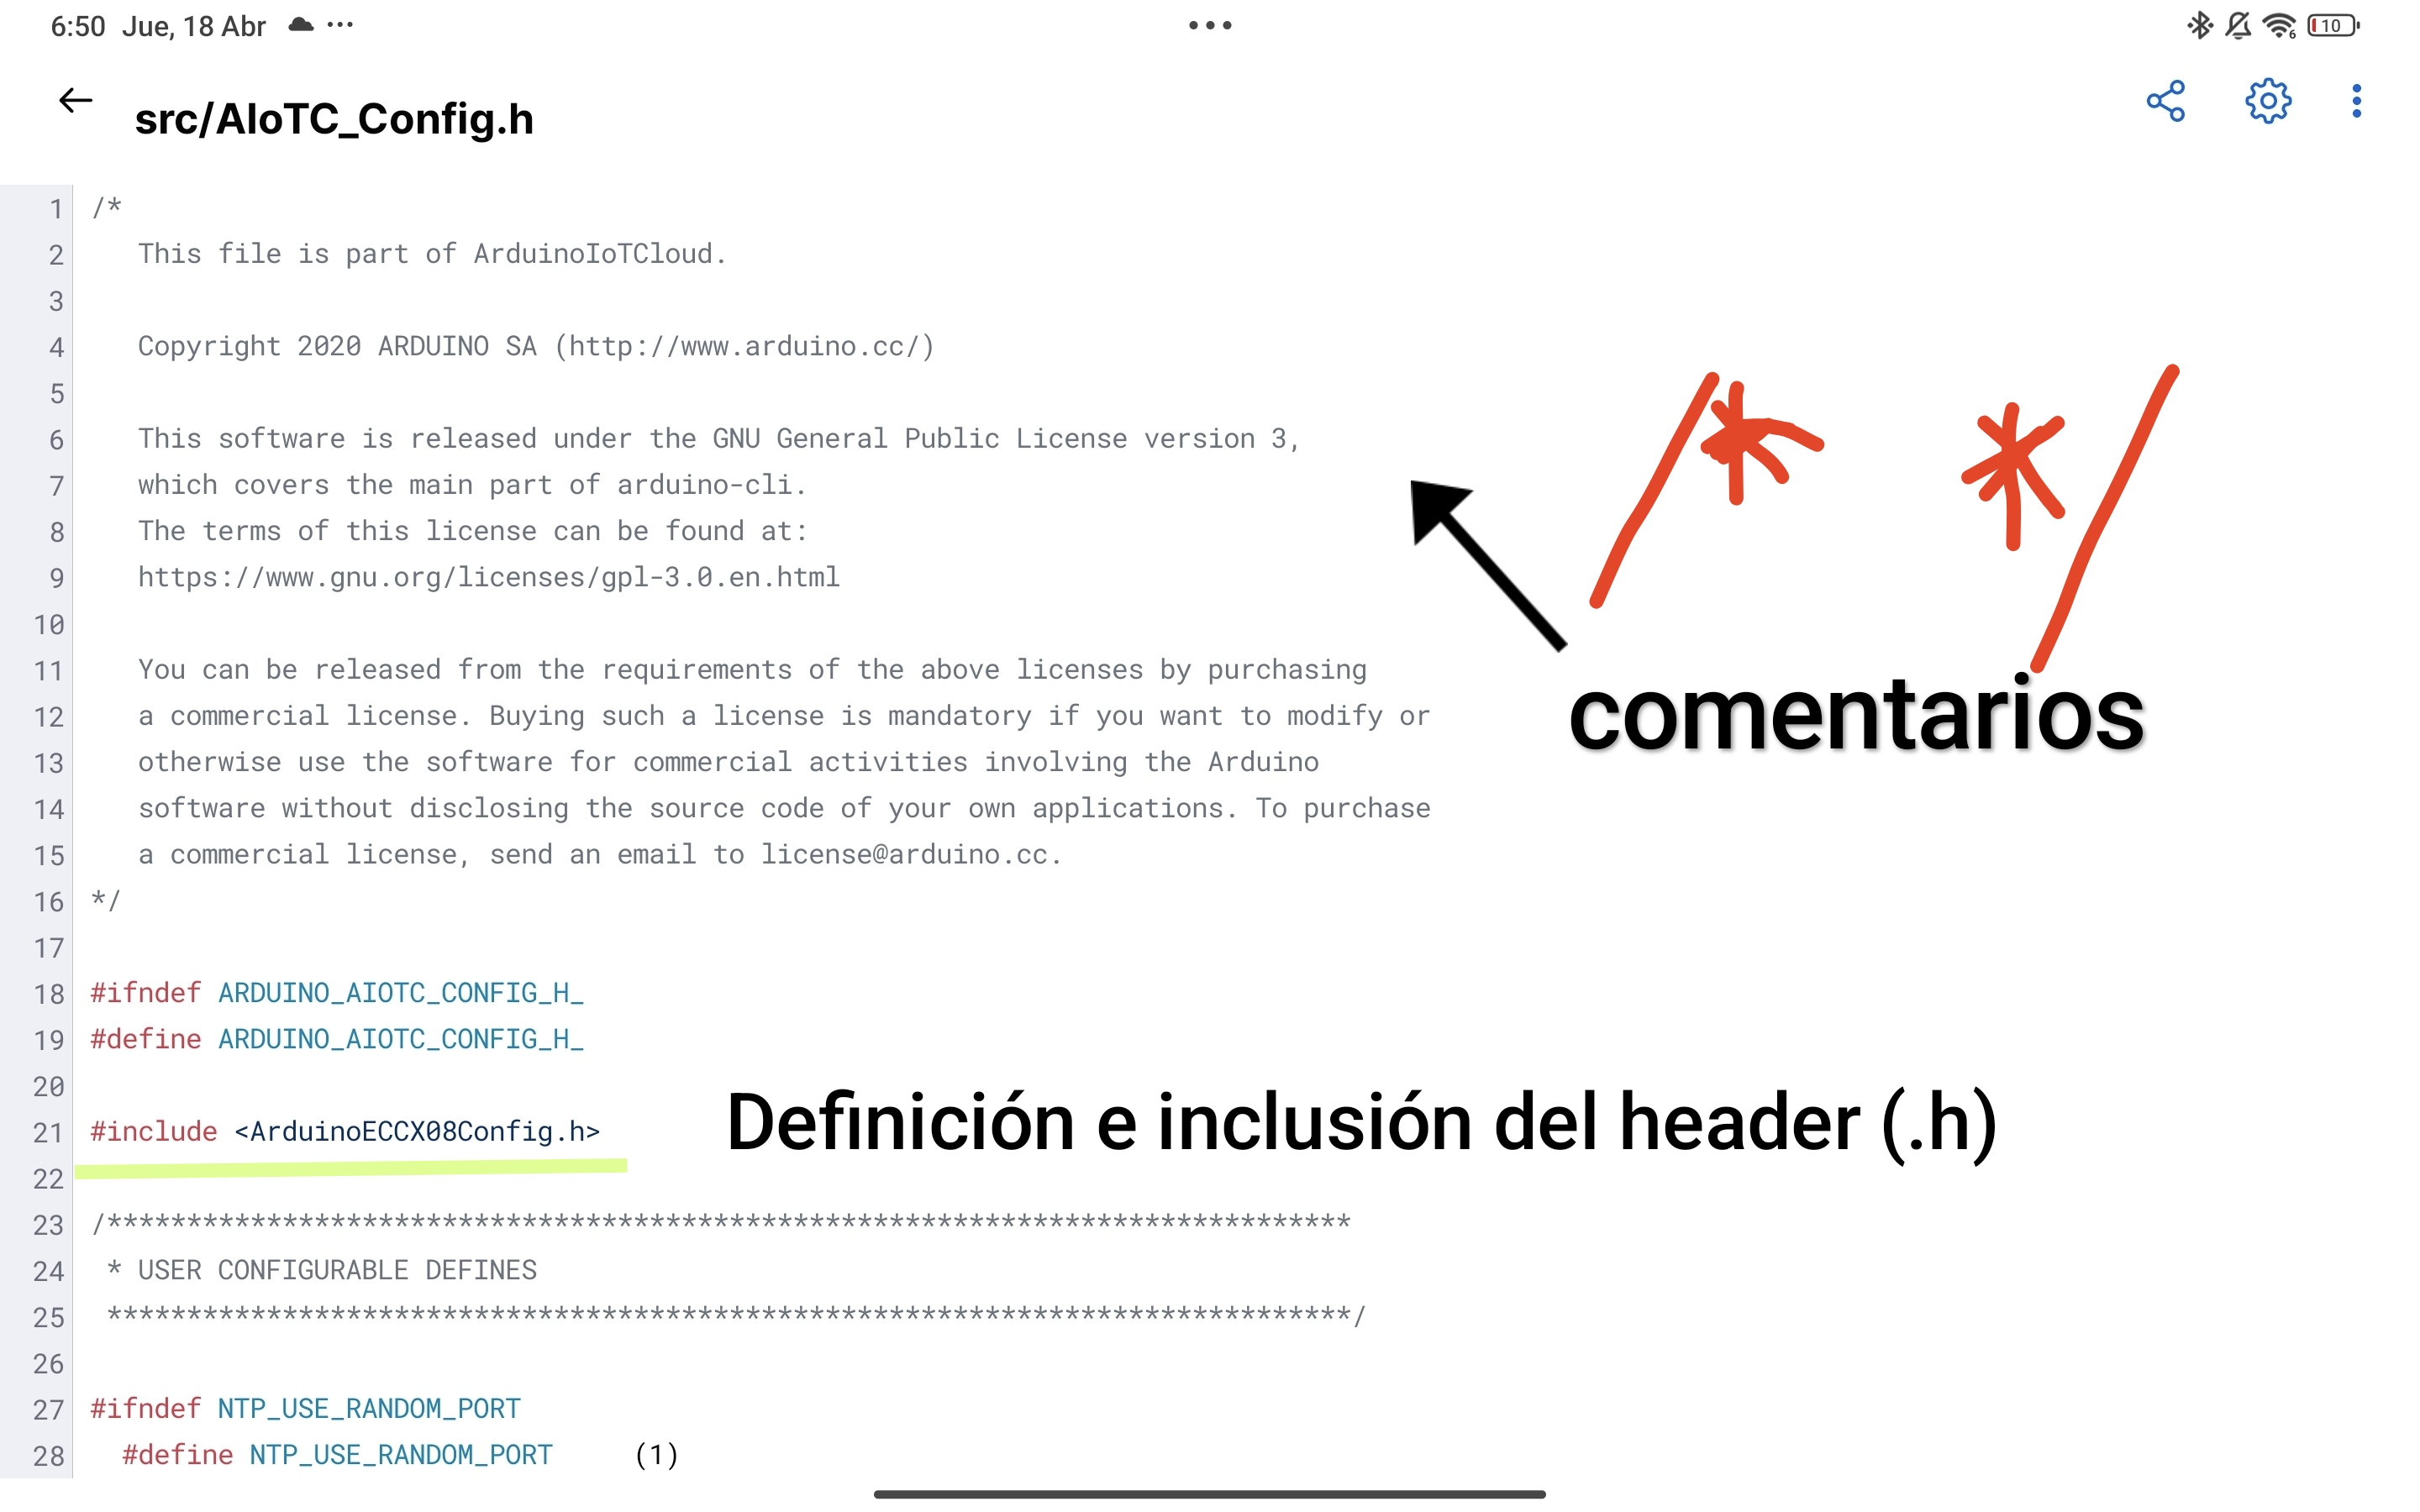 6:50 Jue, 18 Abr
10
src/AIoTC_Config.h
1 /*
2 This file is part of ArduinoIoTCloud.
3
4 Copyright 2020 ARDUINO SA (http://www.arduino.cc/)
5
6 This software is released under the GNU General Public License version 3,
7 which covers the main part of arduino-cli.
8 The terms of this license can be found at:
9 https://www.gnu.org/licenses/gpl-3.0.en.html
10
11 You can be released from the requirements of the above licenses by purchasing
12 a commercial license. Buying such a license is mandatory if you want to modify or
13 otherwise use the software for commercial activities involving the Arduino
14 software without disclosing the source code of your own applications. To purchase
15 a commercial license, send an email to license@arduino.cc.
16 */
/* */
comentarios
17
18 #ifndef ARDUINO_AIOTC_CONFIG_H_
19 #define ARDUINO_AIOTC_CONFIG_H_
20
21 #include <ArduinoECCX08Config.h>
Definición e inclusión del header (.h)
22
23 /******************************************************************************
24 * USER CONFIGURABLE DEFINES
25 ******************************************************************************/
26
27 #ifndef NTP_USE_RANDOM_PORT
28 #define NTP_USE_RANDOM_PORT (1)